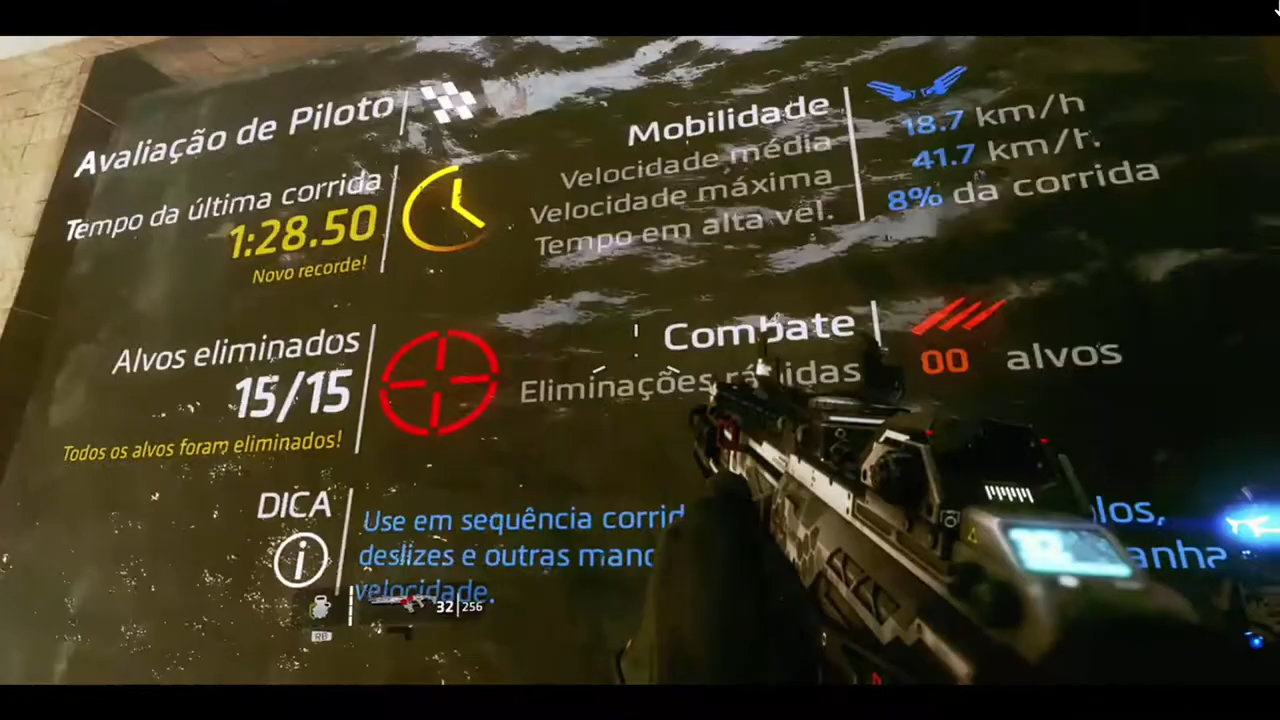 Avaliação de Piloto
Tempo da última corrida
1:28.50
Novo recorde!
Mobilidade
Velocidade média 18.7 km/h
Velocidade máxima 41.7 km/h.
Tempo em alta vel. 8% da corrida
Alvos eliminados
15/15
Todos os alvos foram eliminados!
Combate
Eliminações rápidas 00 alvos
DICA
Use em sequência
deslizes e outras
velocidade.
32 256
RB